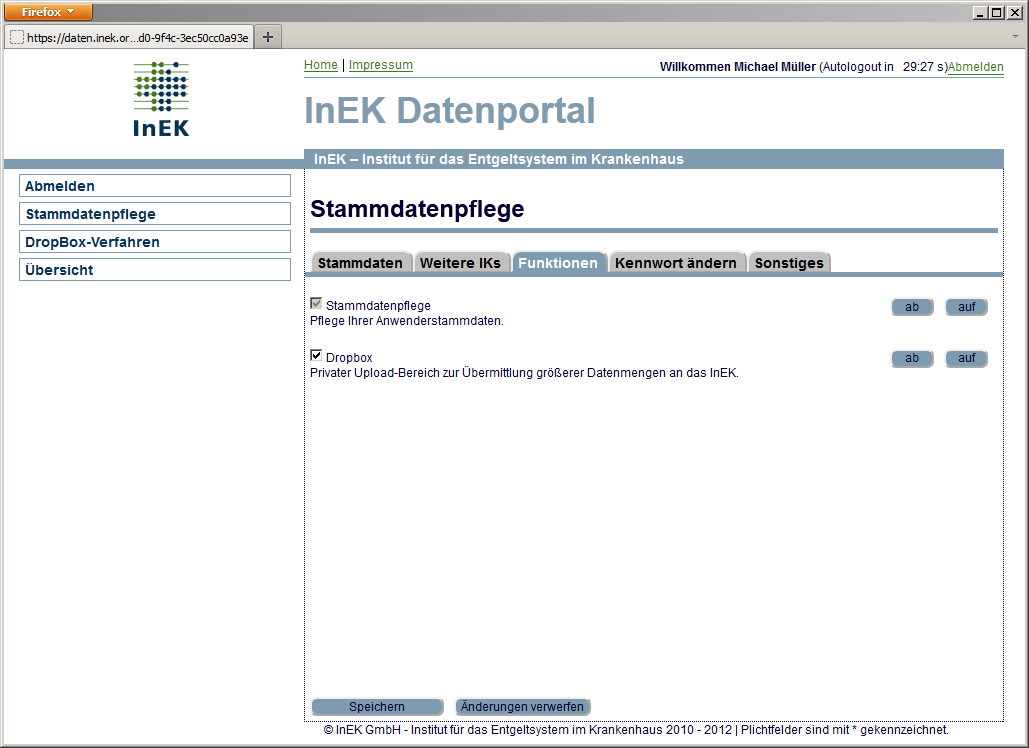 Firefox
https://daten.inek.or...d0-9f4c-3ec50cc0a93e
InEK
Home | Impressum
Willkommen Michael Müller (Autologout in 29:27 s)Abmelden
InEK Datenportal
InEK – Institut für das Entgeltsystem im Krankenhaus
Abmelden
Stammdatenpflege
DropBox-Verfahren
Übersicht
Stammdatenpflege
Stammdaten Weitere IKs Funktionen Kennwort ändern Sonstiges
Stammdatenpflege ab auf
Pflege Ihrer Anwenderstammdaten.
Dropbox ab auf
Privater Upload-Bereich zur Übermittlung größerer Datenmengen an das InEK.
Speichern Änderungen verwerfen
© InEK GmbH - Institut für das Entgeltsystem im Krankenhaus 2010 - 2012 | Plichtfelder sind mit * gekennzeichnet.